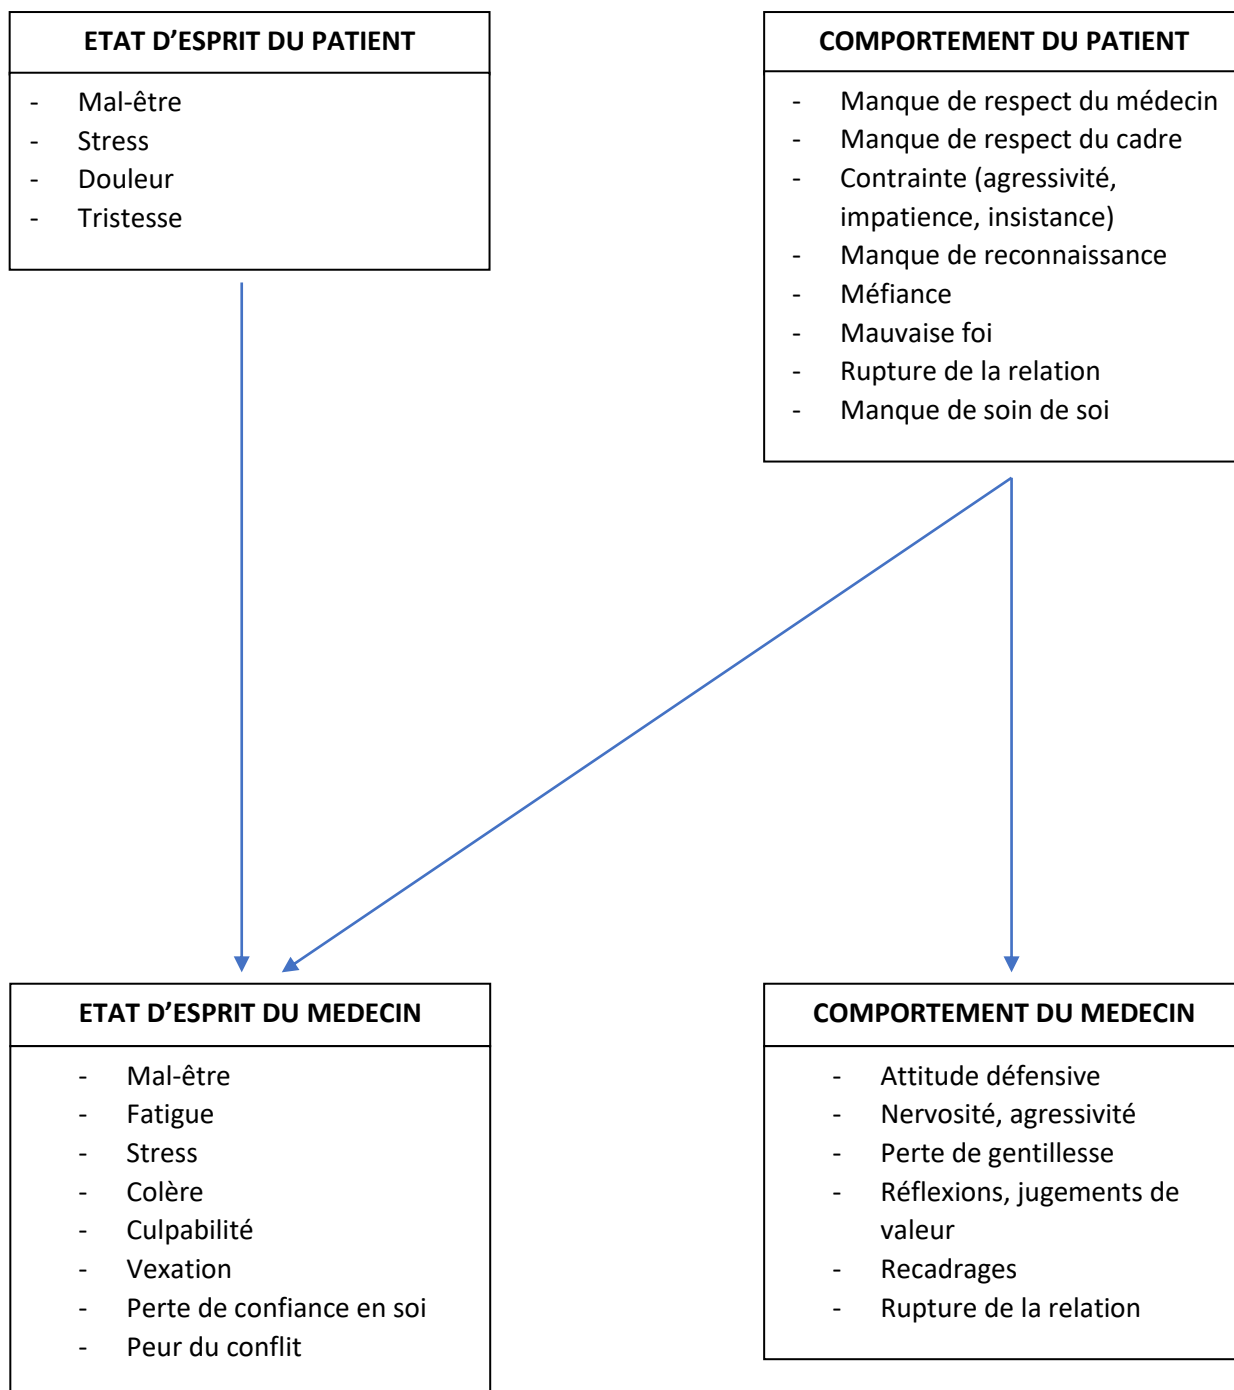 ETAT D’ESPRIT DU PATIENT
- Mal-être
- Stress
- Douleur
- Tristesse
COMPORTEMENT DU PATIENT
- Manque de respect du médecin
- Manque de respect du cadre
- Contrainte (agressivité,
impatience, insistance)
- Manque de reconnaissance
- Méfiance
- Mauvaise foi
- Rupture de la relation
- Manque de soin de soi
ETAT D’ESPRIT DU MEDECIN
- Mal-être
- Fatigue
- Stress
- Colère
- Culpabilité
- Vexation
- Perte de confiance en soi
- Peur du conflit
COMPORTEMENT DU MEDECIN
- Attitude défensive
- Nervosité, agressivité
- Perte de gentillesse
- Réflexions, jugements de
valeur
- Recadrages
- Rupture de la relation